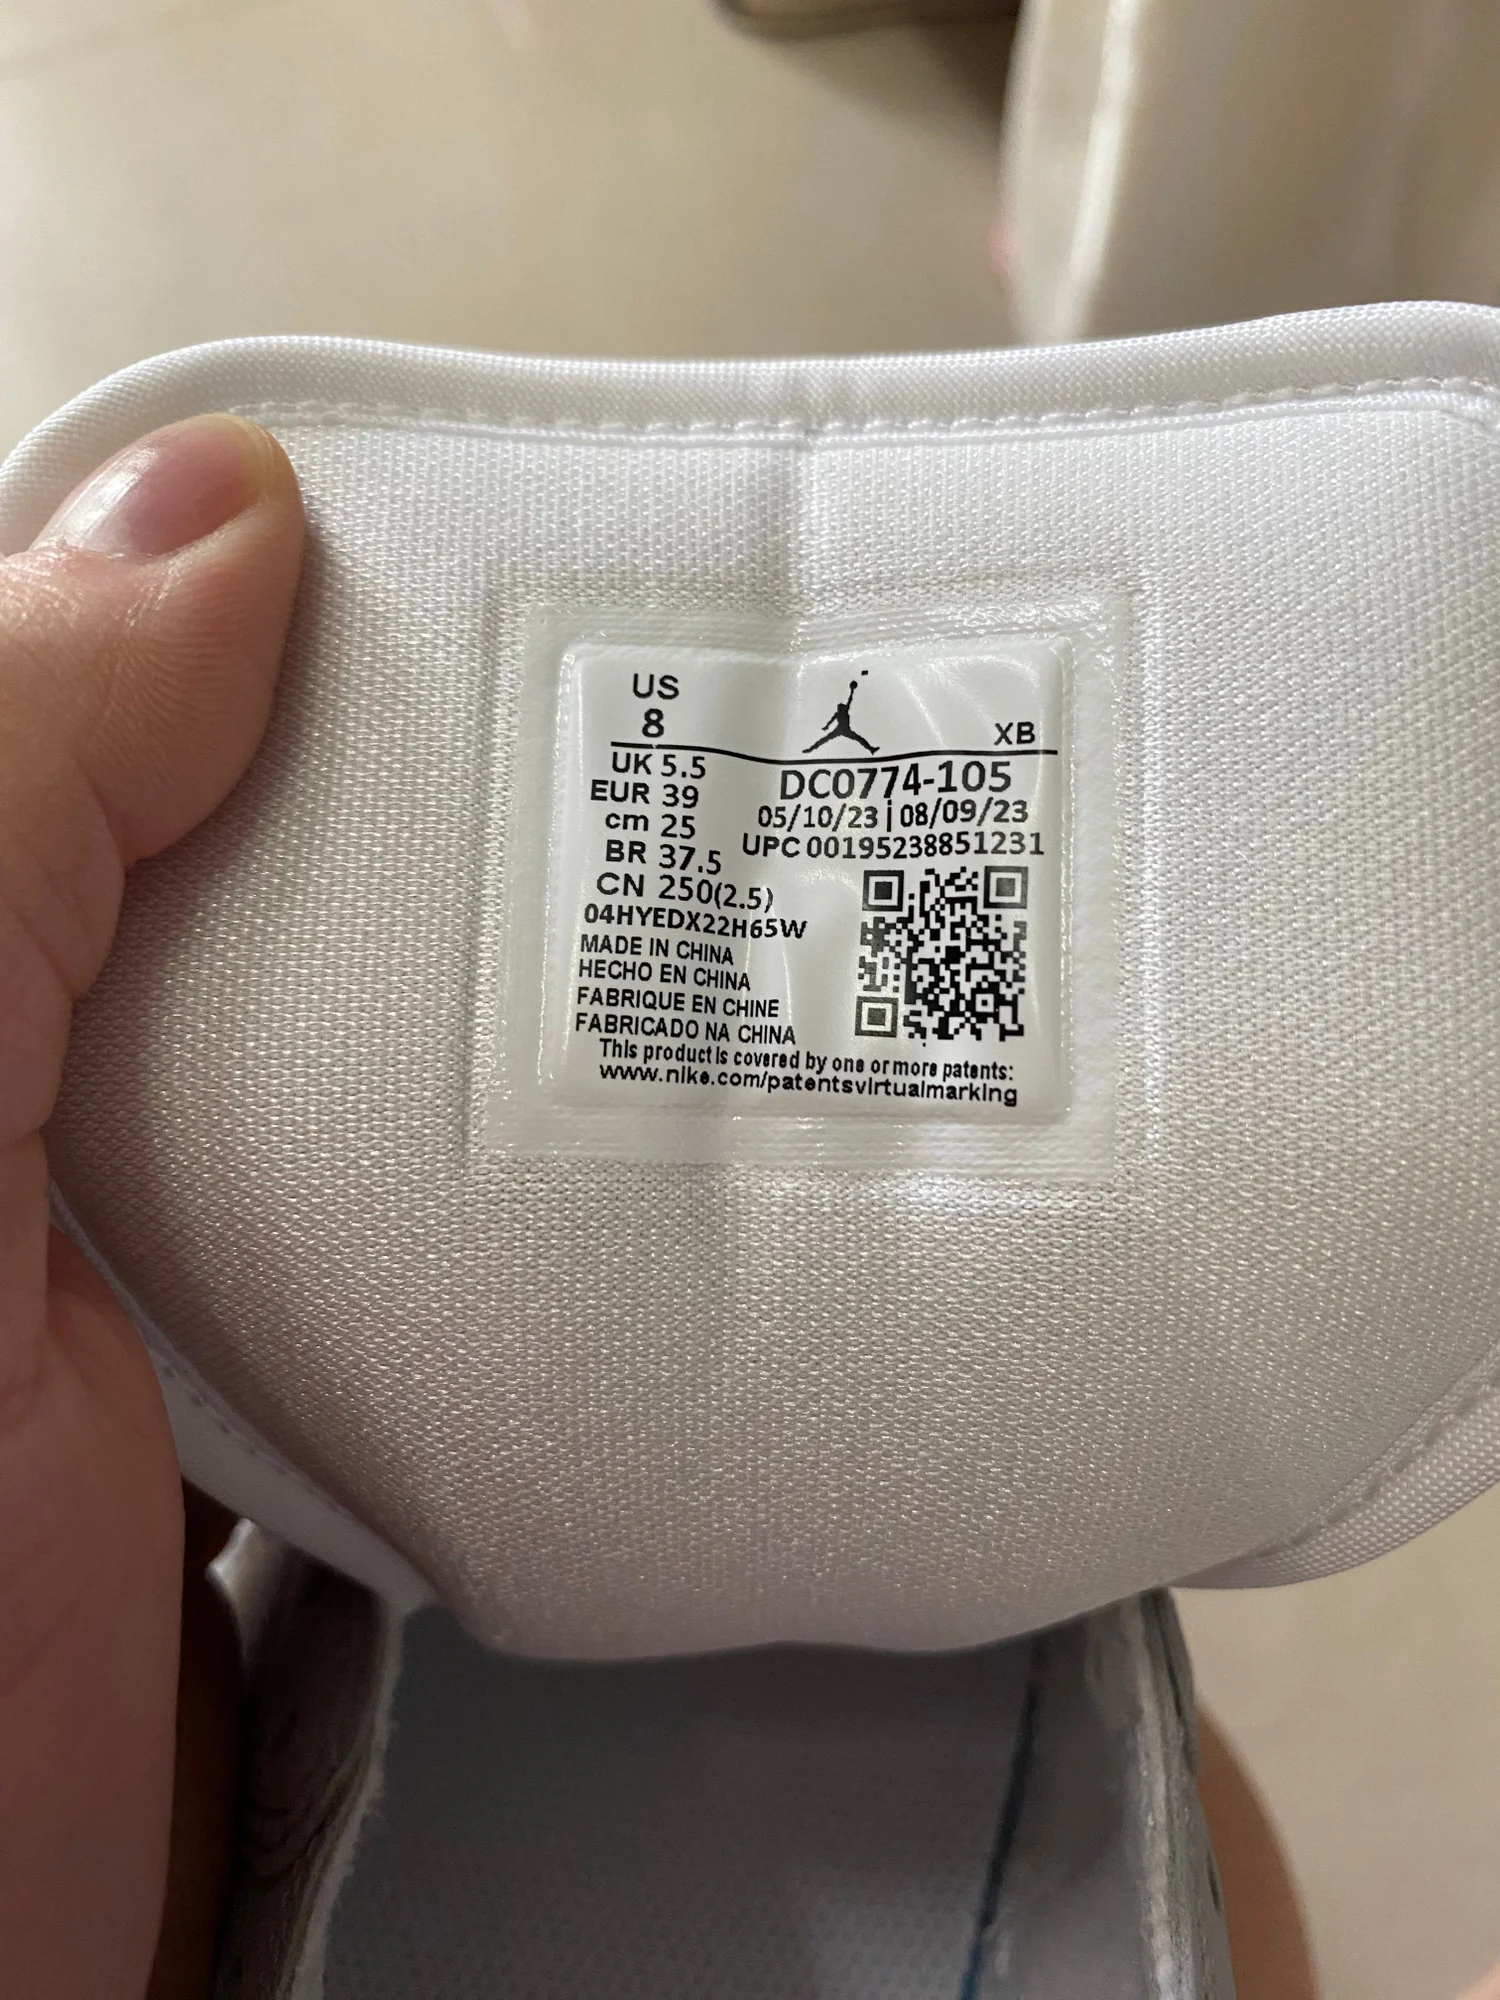 US
8
XB
UK 5.5
EUR 39
cm 25
BR 37.5
CN 250(2.5)
DC0774-105
05/10/23 | 08/09/23
UPC 00195238851231
04HYEDX22H65W
MADE IN CHINA
HECHO EN CHINA
FABRIQUE EN CHINE
FABRICADO NA CHINA
This product is covered by one or more patents:
www.nike.com/patentsvirtualmarking